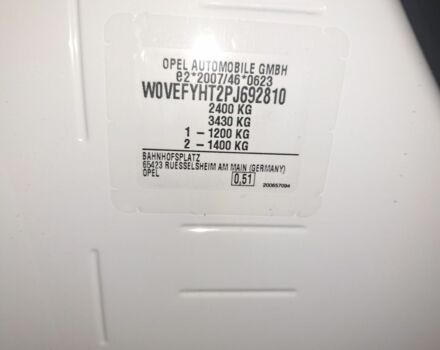 OPEL AUTOMOBILE GMBH
e2*2007/46*0623
W0VEFYHT2PJ692810
2400 KG
3430 KG
1 - 1200 KG
2 - 1400 KG
BAHNHOFSPLATZ
65423 RUESSELSHEIM AM MAIN (GERMANY)
OPEL 0,51
200657094